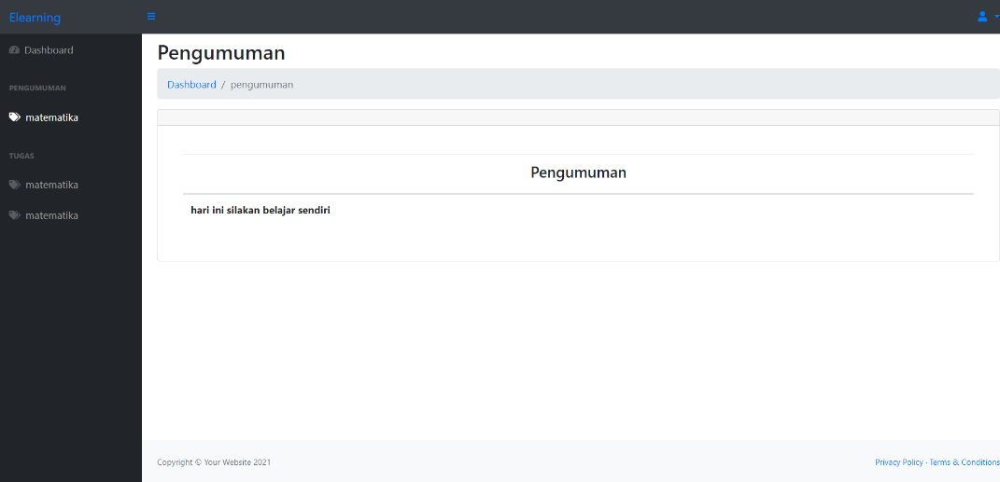 Elearning
Dashboard
PENGUMUMAN
matematika
TUGAS
matematika
matematika
Pengumuman
Dashboard / pengumuman
Pengumuman
hari ini silakan belajar sendiri
Copyright © Your Website 2021
Privacy Policy · Terms & Conditions